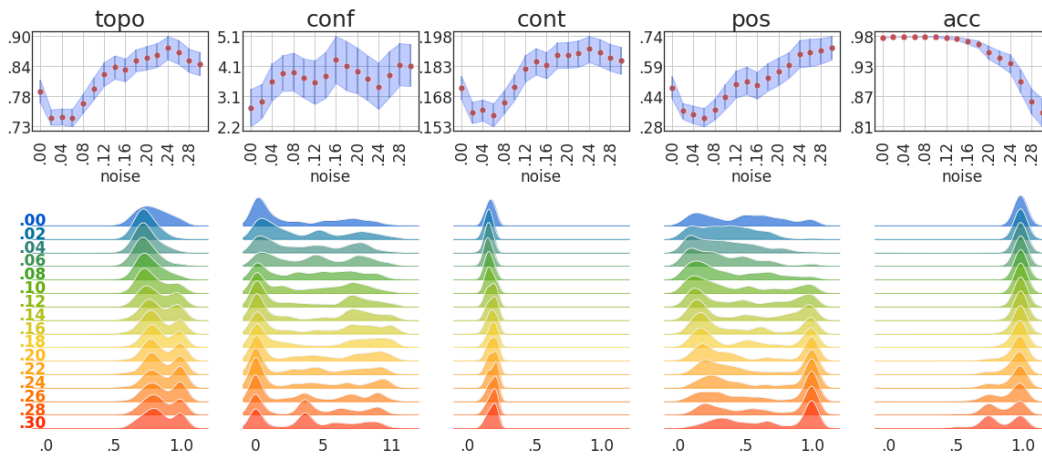 topo conf cont pos acc
.90 5.1 .198 .74 .98
.84 4.1 .183 .59 .93
.78 3.1 .168 .44 .87
.73 2.2 .153 .28 .81
.00 .04 .08 .12 .16 .20 .24 .28 .00 .04 .08 .12 .16 .20 .24 .28 .00 .04 .08 .12 .16 .20 .24 .28 .00 .04 .08 .12 .16 .20 .24 .28 .00 .04 .08 .12 .16 .20 .24 .28
noise noise noise noise noise
.00
.02
.04
.06
.08
.10
.12
.14
.16
.18
.20
.22
.24
.26
.28
.30
.0 .5 1.0 0 5 11 .0 .5 1.0 .0 .5 1.0 .0 .5 1.0